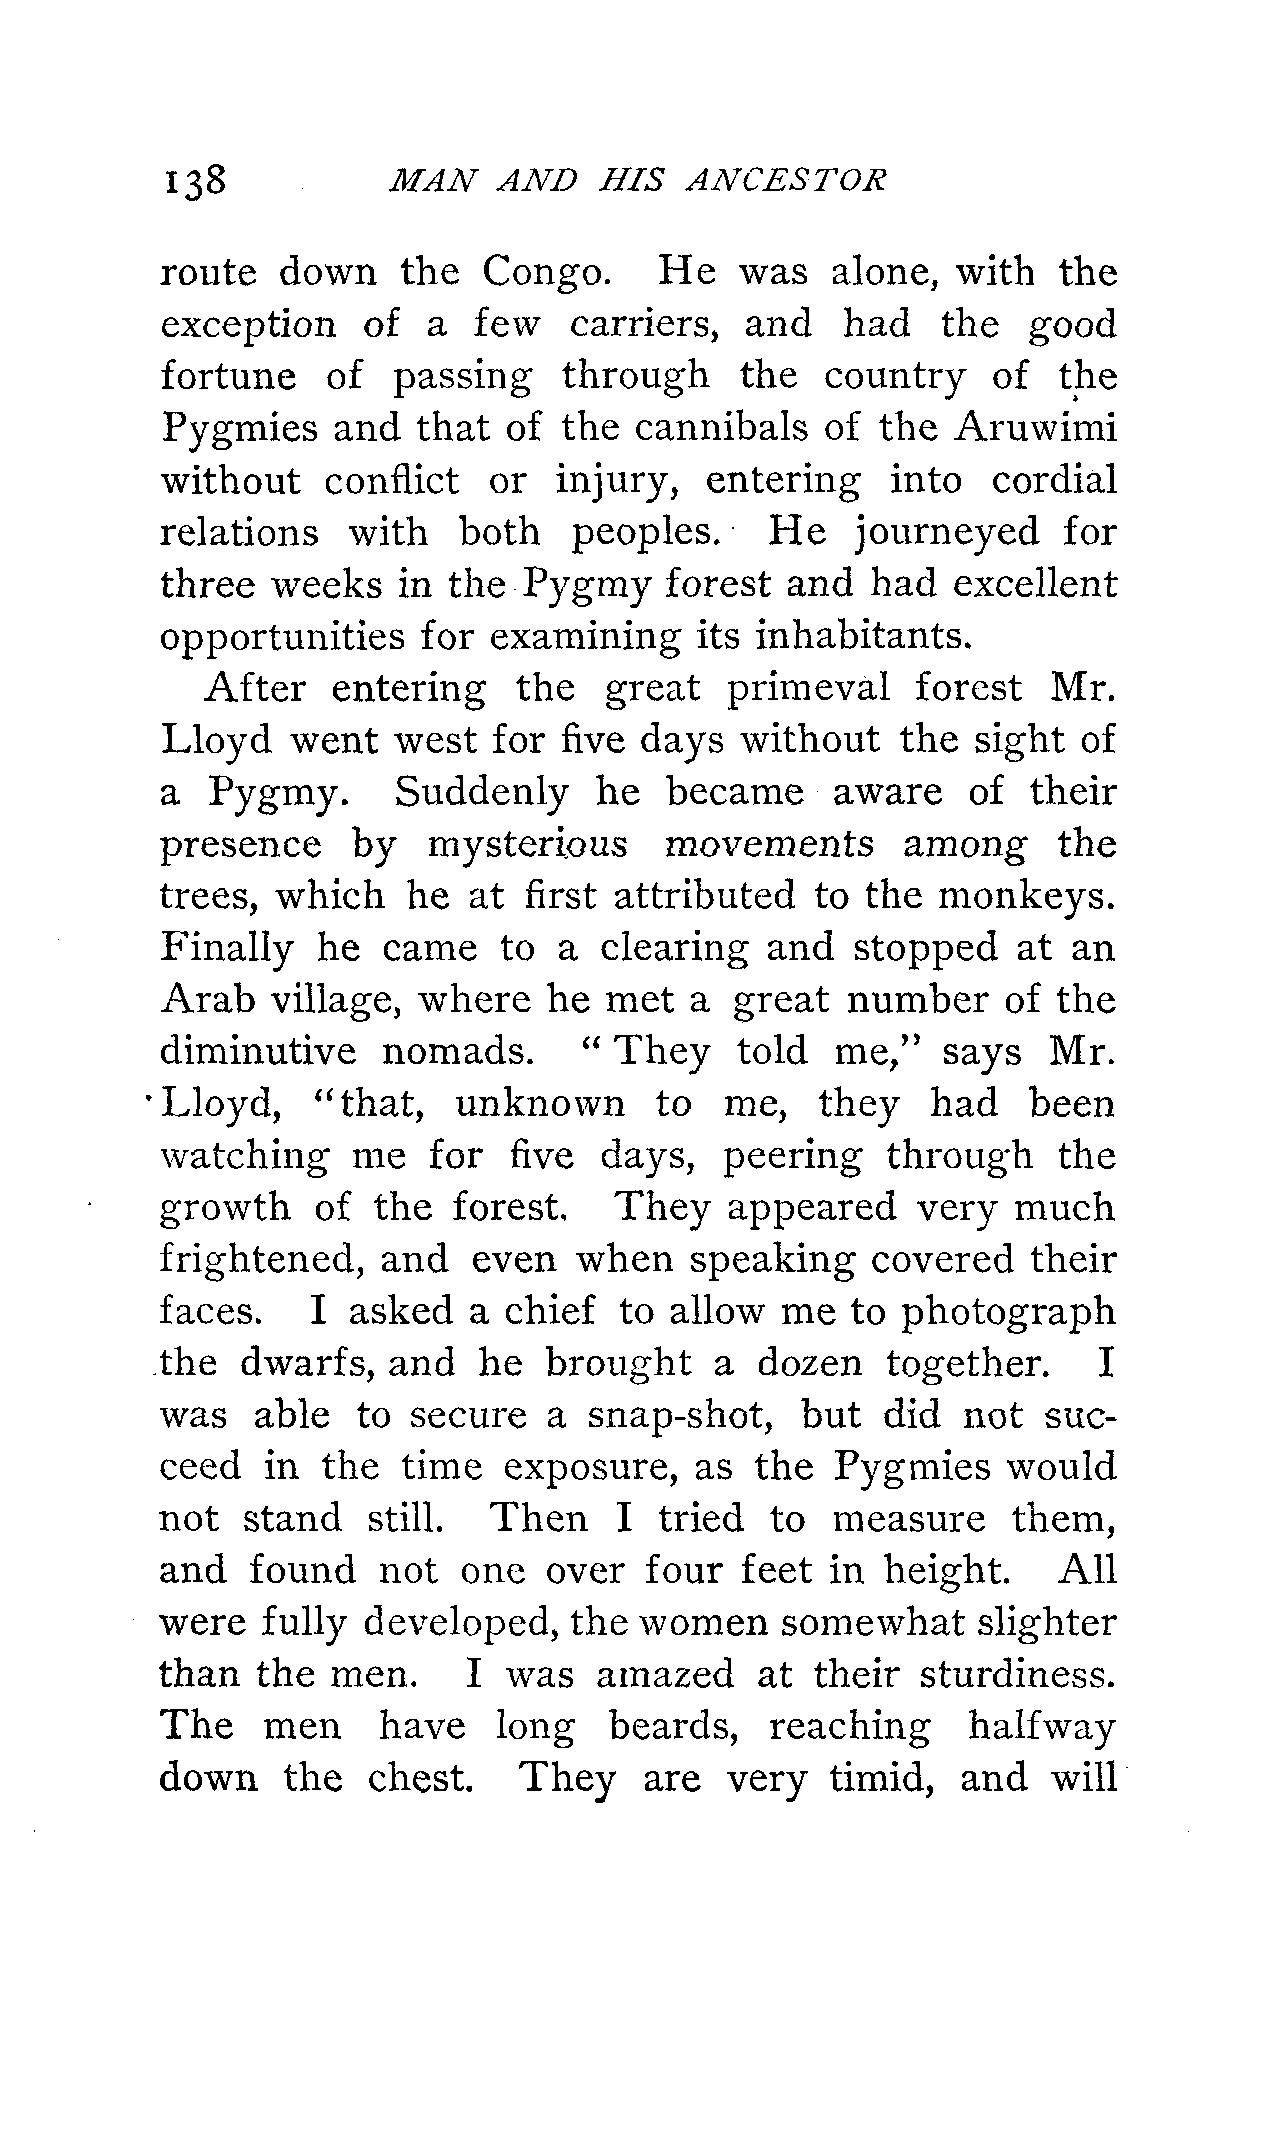 138 MAN AND HIS ANCESTOR
route down the Congo. He was alone, with the
exception of a few carriers, and had the good
fortune of passing through the country of the
Pygmies and that of the cannibals of the Aruwimi
without conflict or injury, entering into cordial
relations with both peoples. He journeyed for
three weeks in the Pygmy forest and had excellent
opportunities for examining its inhabitants.
After entering the great primeval forest Mr.
Lloyd went west for five days without the sight of
a Pygmy. Suddenly he became aware of their
presence by mysterious movements among the
trees, which he at first attributed to the monkeys.
Finally he came to a clearing and stopped at an
Arab village, where he met a great number of the
diminutive nomads. " They told me," says Mr.
Lloyd, "that, unknown to me, they had been
watching me for five days, peering through the
growth of the forest. They appeared very much
frightened, and even when speaking covered their
faces. I asked a chief to allow me to photograph
the dwarfs, and he brought a dozen together. I
was able to secure a snap-shot, but did not suc-
ceed in the time exposure, as the Pygmies would
not stand still. Then I tried to measure them,
and found not one over four feet in height. All
were fully developed, the women somewhat slighter
than the men. I was amazed at their sturdiness.
The men have long beards, reaching halfway
down the chest. They are very timid, and will